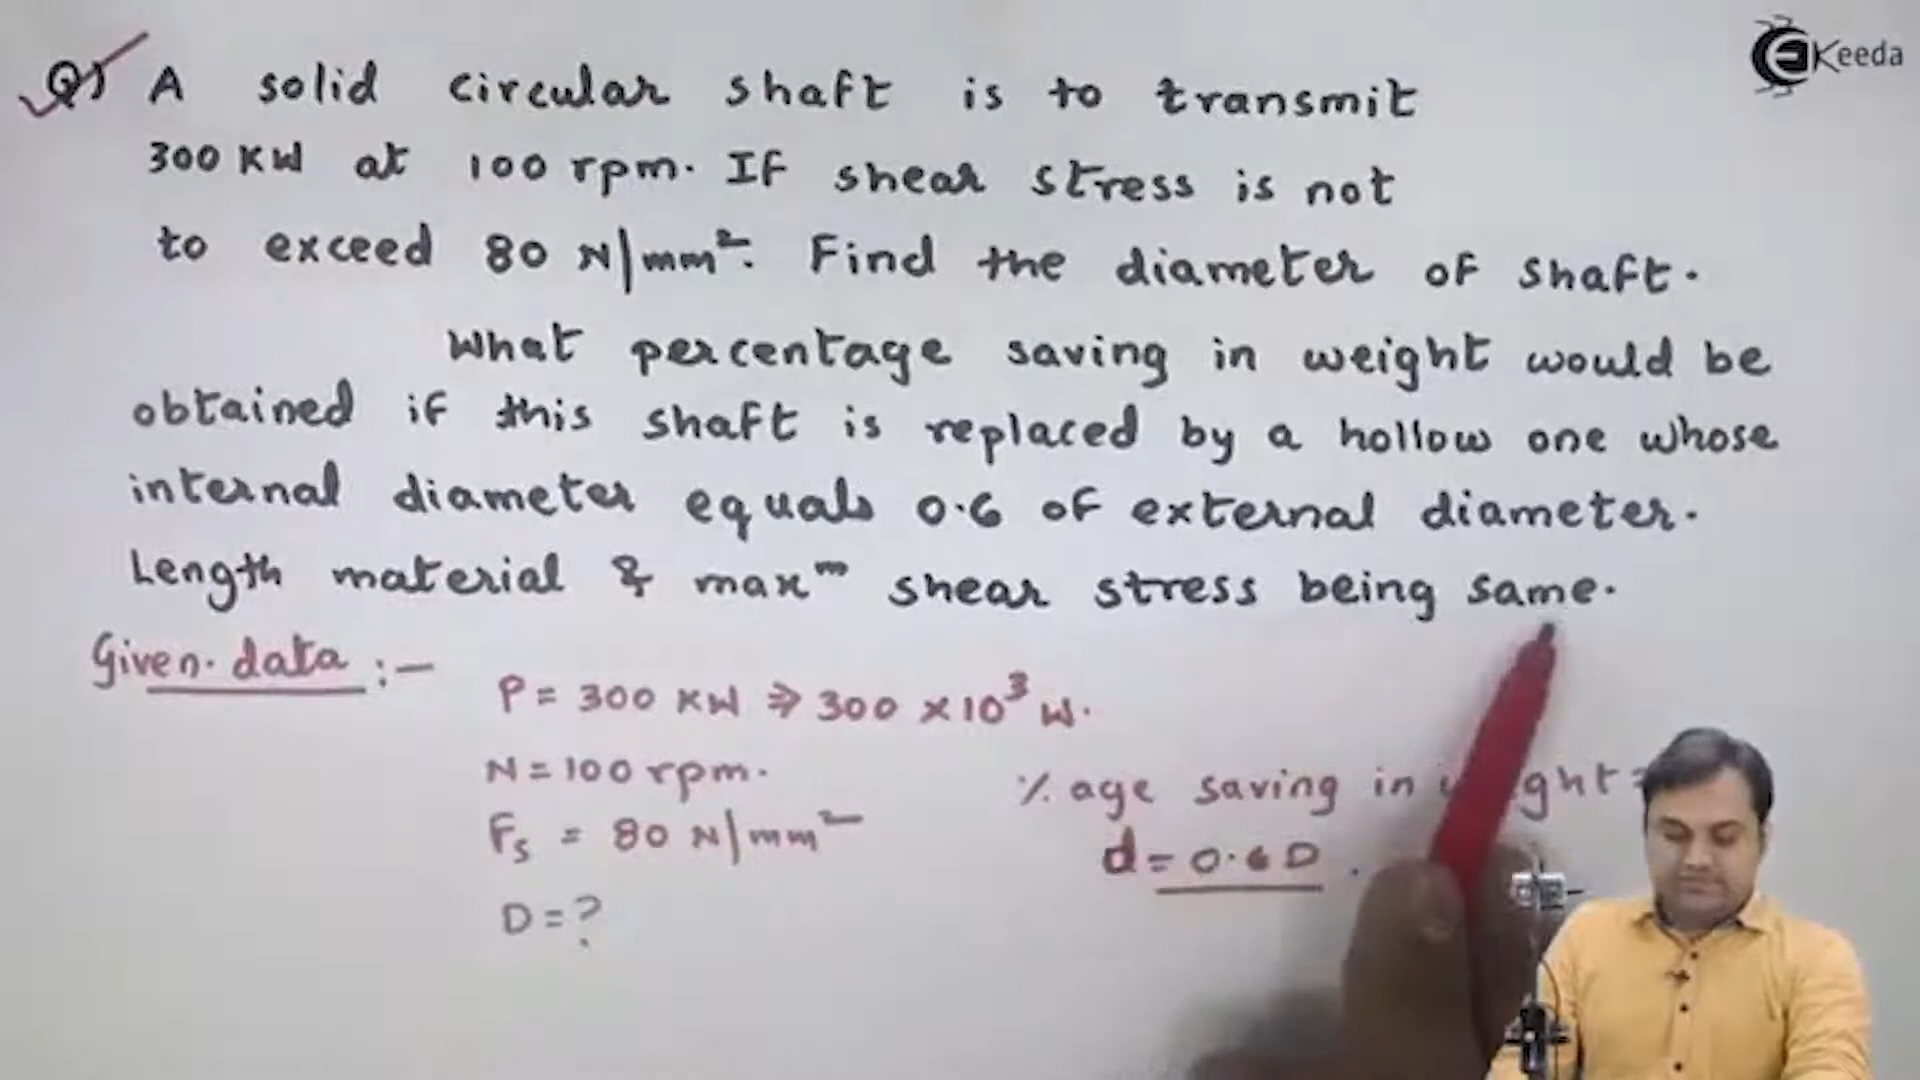 Keeda
Q) A solid circular shaft is to transmit
300 KW at 100 rpm. If shear stress is not
to exceed 80 N/mm². Find the diameter of shaft.
What percentage saving in weight would be
obtained if this shaft is replaced by a hollow one whose
internal diameter equals 0.6 of external diameter.
Length material & maxᵐ shear stress being same.
Given data :-
P = 300 KW ⇒ 300 × 10³ W.
N = 100 rpm.
% age saving in
Fs = 80 N/mm²
d = 0.6 D.
D = ?